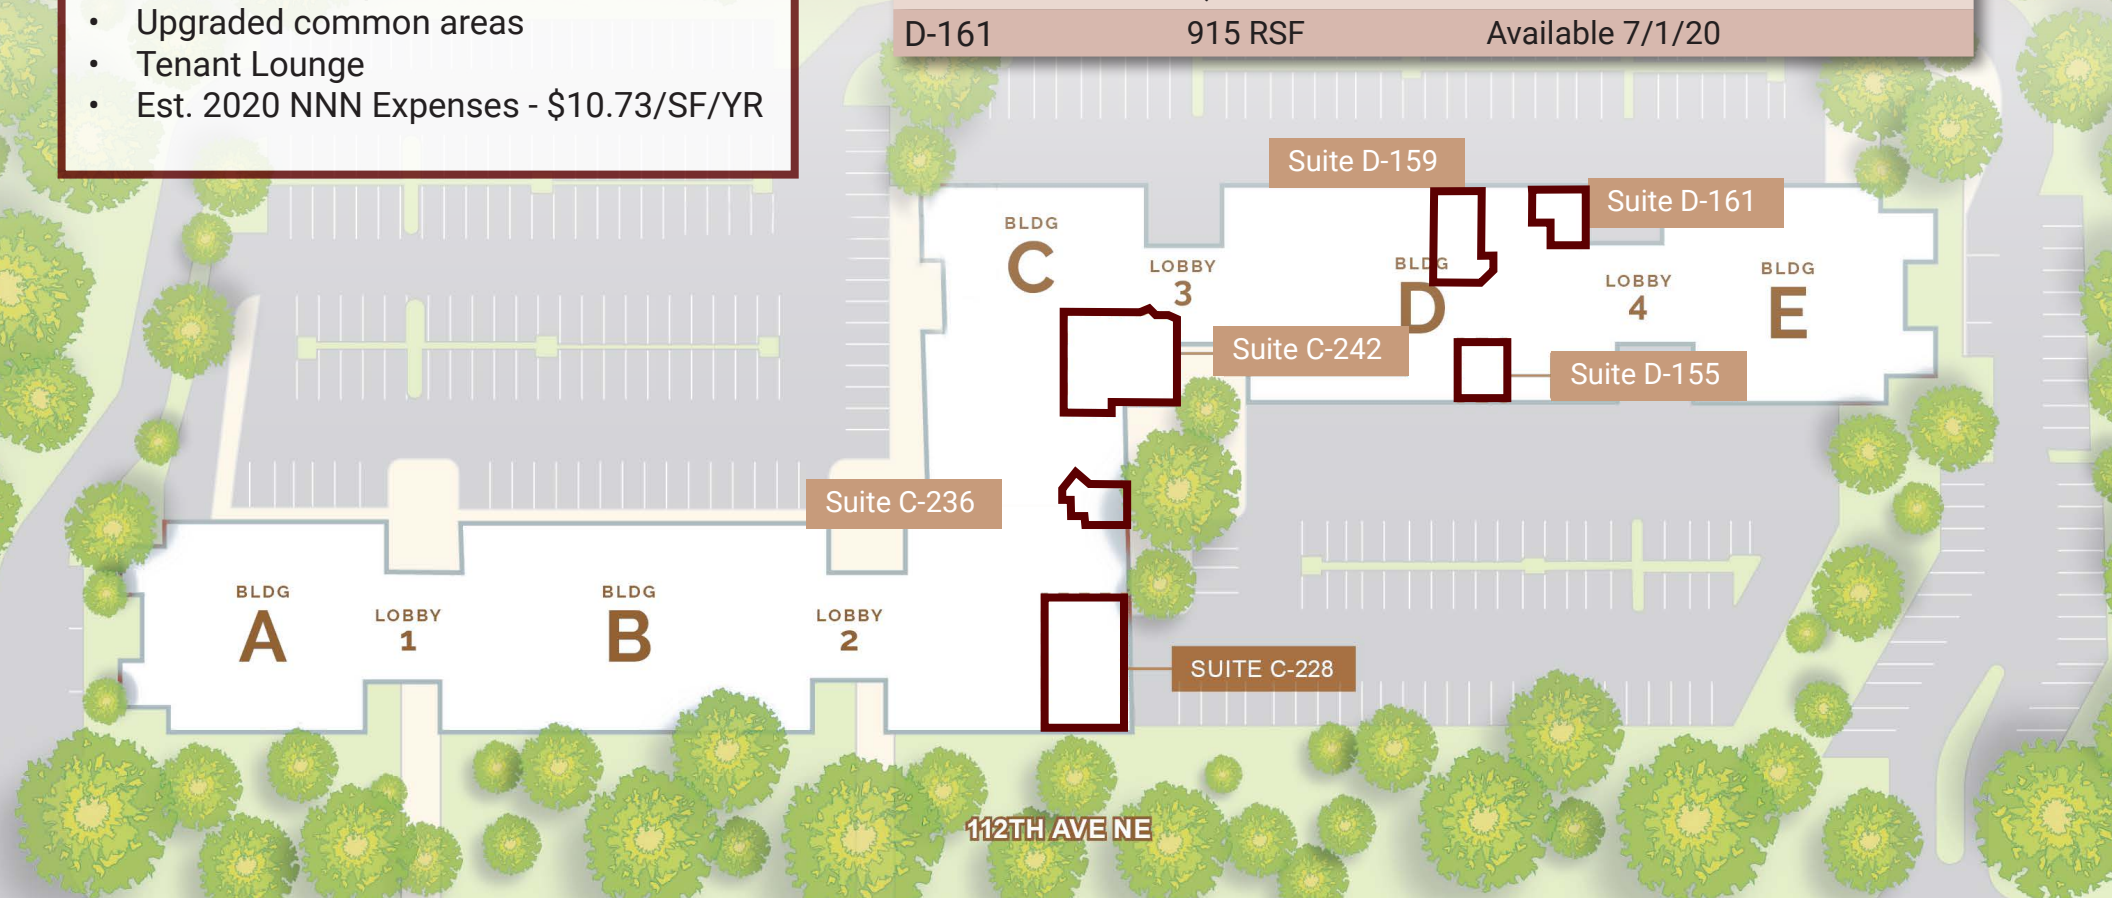 • Upgraded common areas
• Tenant Lounge
• Est. 2020 NNN Expenses - $10.73/SF/YR
D-161 915 RSF Available 7/1/20
Suite D-159
Suite D-161
BLDG
C
LOBBY
3
BLDG
D
LOBBY
4
BLDG
E
Suite C-242
Suite D-155
Suite C-236
BLDG
A
LOBBY
1
BLDG
B
LOBBY
2
SUITE C-228
112TH AVE NE